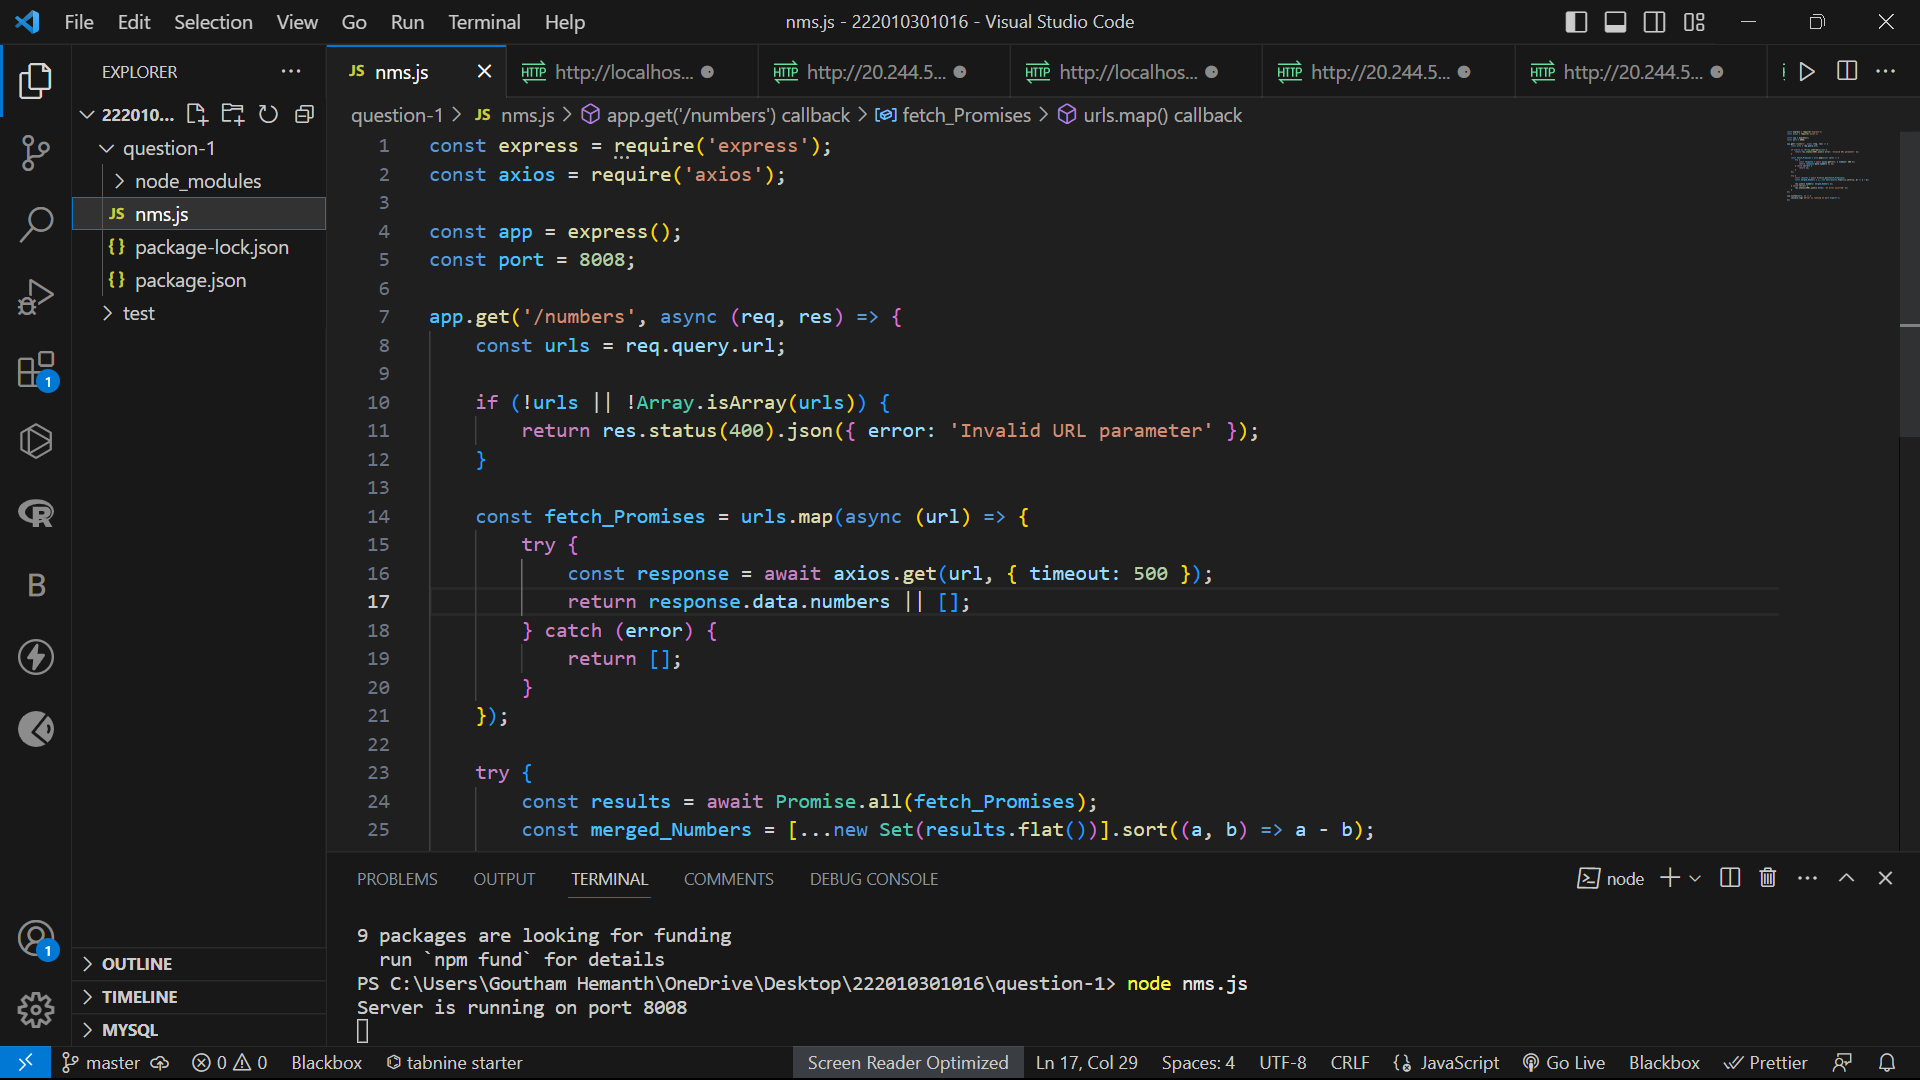 File Edit Selection View Go Run Terminal Help
nms.js - 222010301016 - Visual Studio Code
EXPLORER
222010...
question-1
node_modules
JS nms.js
{} package-lock.json
{} package.json
test
OUTLINE
TIMELINE
MYSQL
JS nms.js
HTTP http://localhos...
HTTP http://20.244.5...
HTTP http://localhos...
HTTP http://20.244.5...
HTTP http://20.244.5...
question-1 > JS nms.js > app.get('/numbers') callback > fetch_Promises > urls.map() callback
1 const express = require('express');
2 const axios = require('axios');
3
4 const app = express();
5 const port = 8008;
6
7 app.get('/numbers', async (req, res) => {
8 const urls = req.query.url;
9
10 if (!urls || !Array.isArray(urls)) {
11 return res.status(400).json({ error: 'Invalid URL parameter' });
12 }
13
14 const fetch_Promises = urls.map(async (url) => {
15 try {
16 const response = await axios.get(url, { timeout: 500 });
17 return response.data.numbers || [];
18 } catch (error) {
19 return [];
20 }
21 });
22
23 try {
24 const results = await Promise.all(fetch_Promises);
25 const merged_Numbers = [...new Set(results.flat())].sort((a, b) => a - b);
PROBLEMS OUTPUT TERMINAL COMMENTS DEBUG CONSOLE
node
9 packages are looking for funding
run `npm fund` for details
PS C:\Users\Goutham Hemanth\OneDrive\Desktop\222010301016\question-1> node nms.js
Server is running on port 8008
1
B
1
master 0 0 Blackbox tabnine starter
Screen Reader Optimized Ln 17, Col 29 Spaces: 4 UTF-8 CRLF {} JavaScript Go Live Blackbox Prettier